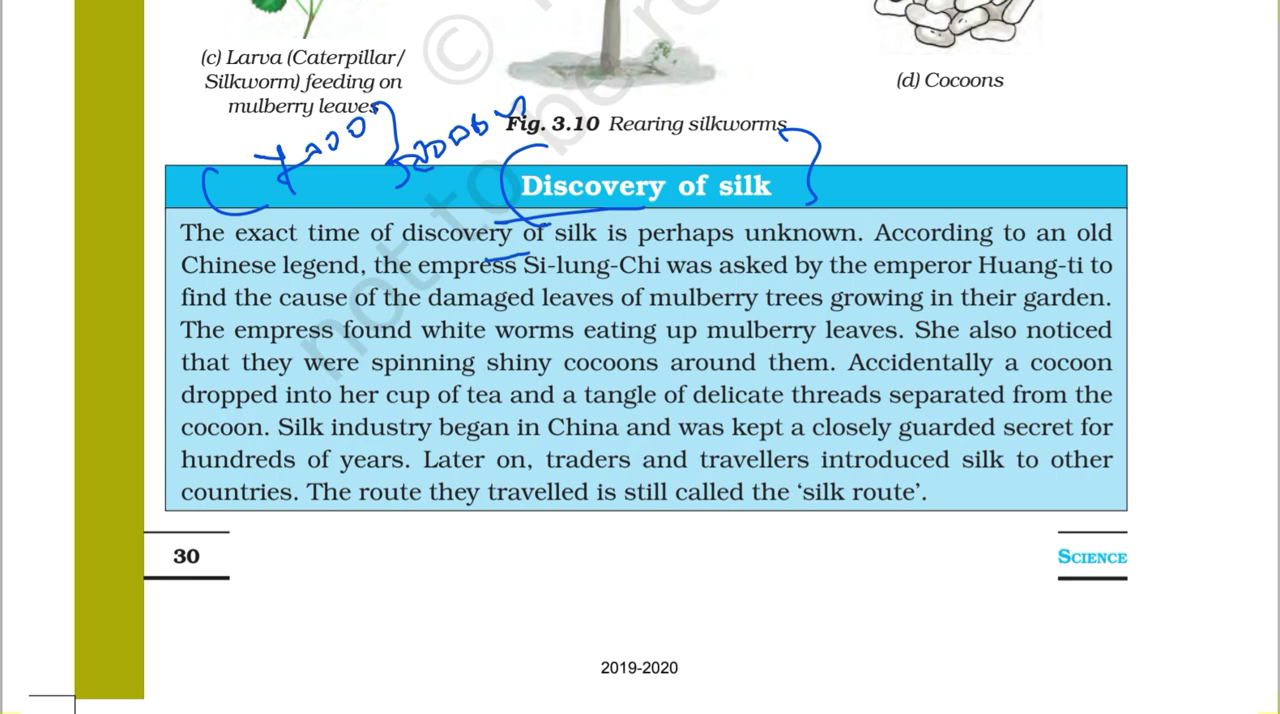 (c) Larva (Caterpillar/
Silkworm) feeding on
mulberry leaves
(d) Cocoons
Fig. 3.10 Rearing silkworms
Discovery of silk
The exact time of discovery of silk is perhaps unknown. According to an old
Chinese legend, the empress Si-lung-Chi was asked by the emperor Huang-ti to
find the cause of the damaged leaves of mulberry trees growing in their garden.
The empress found white worms eating up mulberry leaves. She also noticed
that they were spinning shiny cocoons around them. Accidentally a cocoon
dropped into her cup of tea and a tangle of delicate threads separated from the
cocoon. Silk industry began in China and was kept a closely guarded secret for
hundreds of years. Later on, traders and travellers introduced silk to other
countries. The route they travelled is still called the ‘silk route’.
30
SCIENCE
2019-2020
© 
not to be re